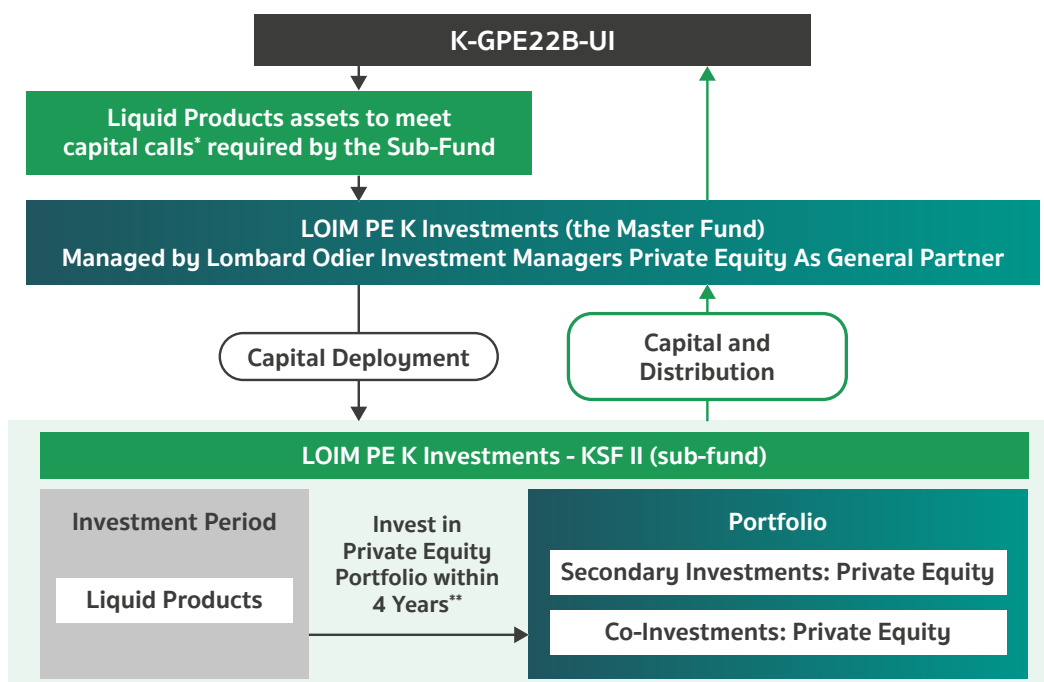 K-GPE22B-UI
Liquid Products assets to meet
capital calls* required by the Sub-Fund
LOIM PE K Investments (the Master Fund)
Managed by Lombard Odier Investment Managers Private Equity As General Partner
Capital Deployment
Capital and
Distribution
LOIM PE K Investments - KSF II (sub-fund)
Investment Period
Liquid Products
Invest in
Private Equity
Portfolio within
4 Years**
Portfolio
Secondary Investments: Private Equity
Co-Investments: Private Equity